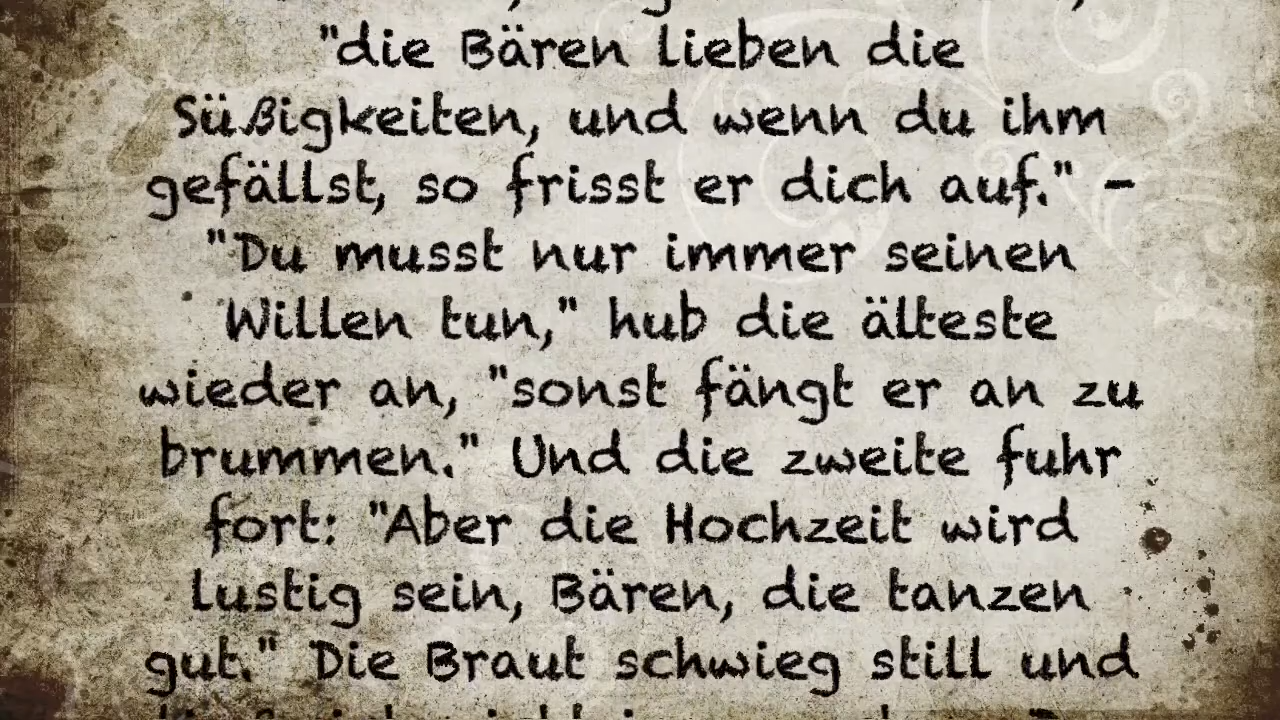 "die Bären lieben die
Süßigkeiten, und wenn du ihm
gefällst, so frisst er dich auf." -
"Du musst nur immer seinen
Willen tun," hub die älteste
wieder an, "sonst fängt er an zu
brummen." Und die zweite fuhr
fort: "Aber die Hochzeit wird
lustig sein, Bären, die tanzen
gut." Die Braut schwieg still und